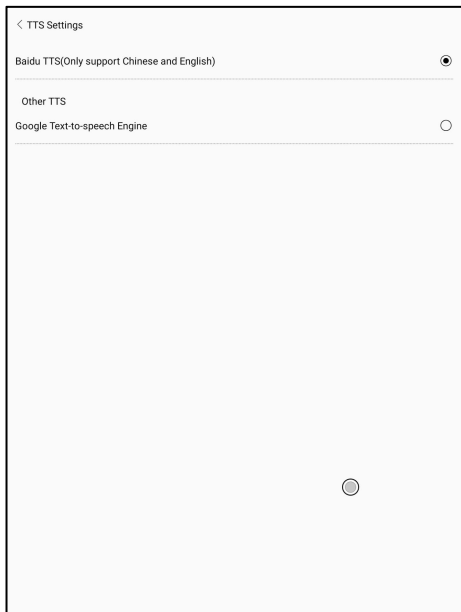 TTS Settings
Baidu TTS(Only support Chinese and English)
Other TTS
Google Text-to-speech Engine